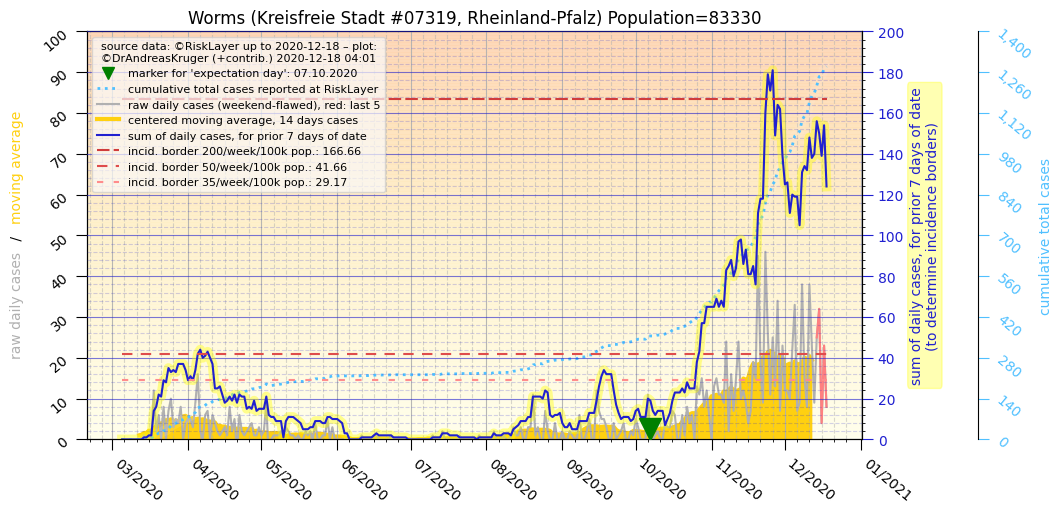 Worms (Kreisfreie Stadt #07319, Rheinland-Pfalz) Population=83330
source data: ©RiskLayer up to 2020-12-18 – plot:
©DrAndreasKruger (+contrib.) 2020-12-18 04:01
marker for 'expectation day': 07.10.2020
cumulative total cases reported at RiskLayer
raw daily cases (weekend-flawed), red: last 5
centered moving average, 14 days cases
sum of daily cases, for prior 7 days of date
incid. border 200/week/100k pop.: 166.66
incid. border 50/week/100k pop.: 41.66
incid. border 35/week/100k pop.: 29.17
raw daily cases / moving average
100
90
80
70
60
50
40
30
20
10
0
03/2020
04/2020
05/2020
06/2020
07/2020
08/2020
09/2020
10/2020
11/2020
12/2020
01/2021
200
180
160
140
120
100
80
60
40
20
0
sum of daily cases, for prior 7 days of date
(to determine incidence borders)
1,400
1,260
1,120
980
840
700
560
420
280
140
0
cumulative total cases